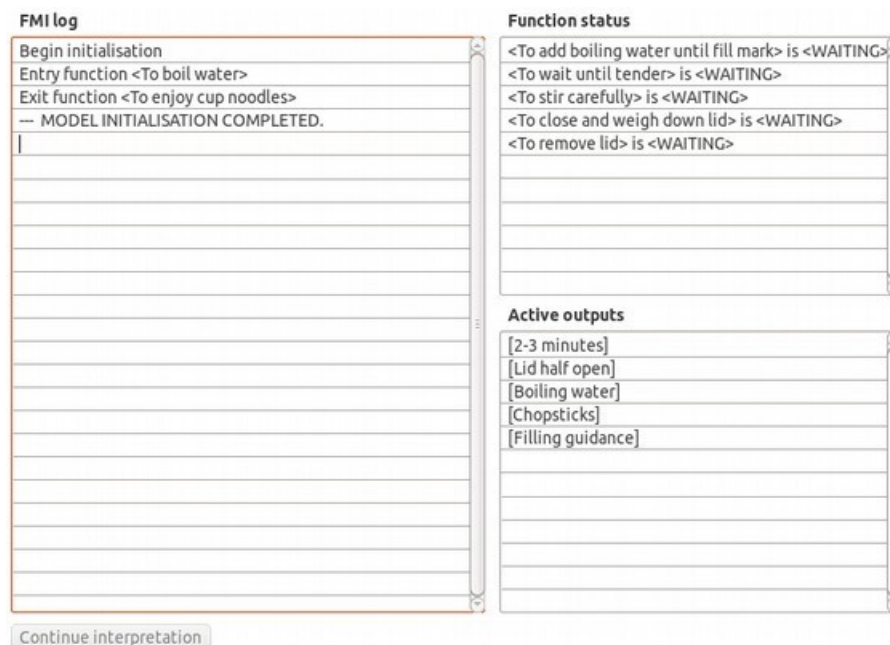 FMI log
Begin initialisation
Entry function <To boil water>
Exit function <To enjoy cup noodles>
--- MODEL INITIALISATION COMPLETED.
Function status
<To add boiling water until fill mark> is <WAITING>
<To wait until tender> is <WAITING>
<To stir carefully> is <WAITING>
<To close and weigh down lid> is <WAITING>
<To remove lid> is <WAITING>
Active outputs
[2-3 minutes]
[Lid half open]
[Boiling water]
[Chopsticks]
[Filling guidance]
Continue interpretation